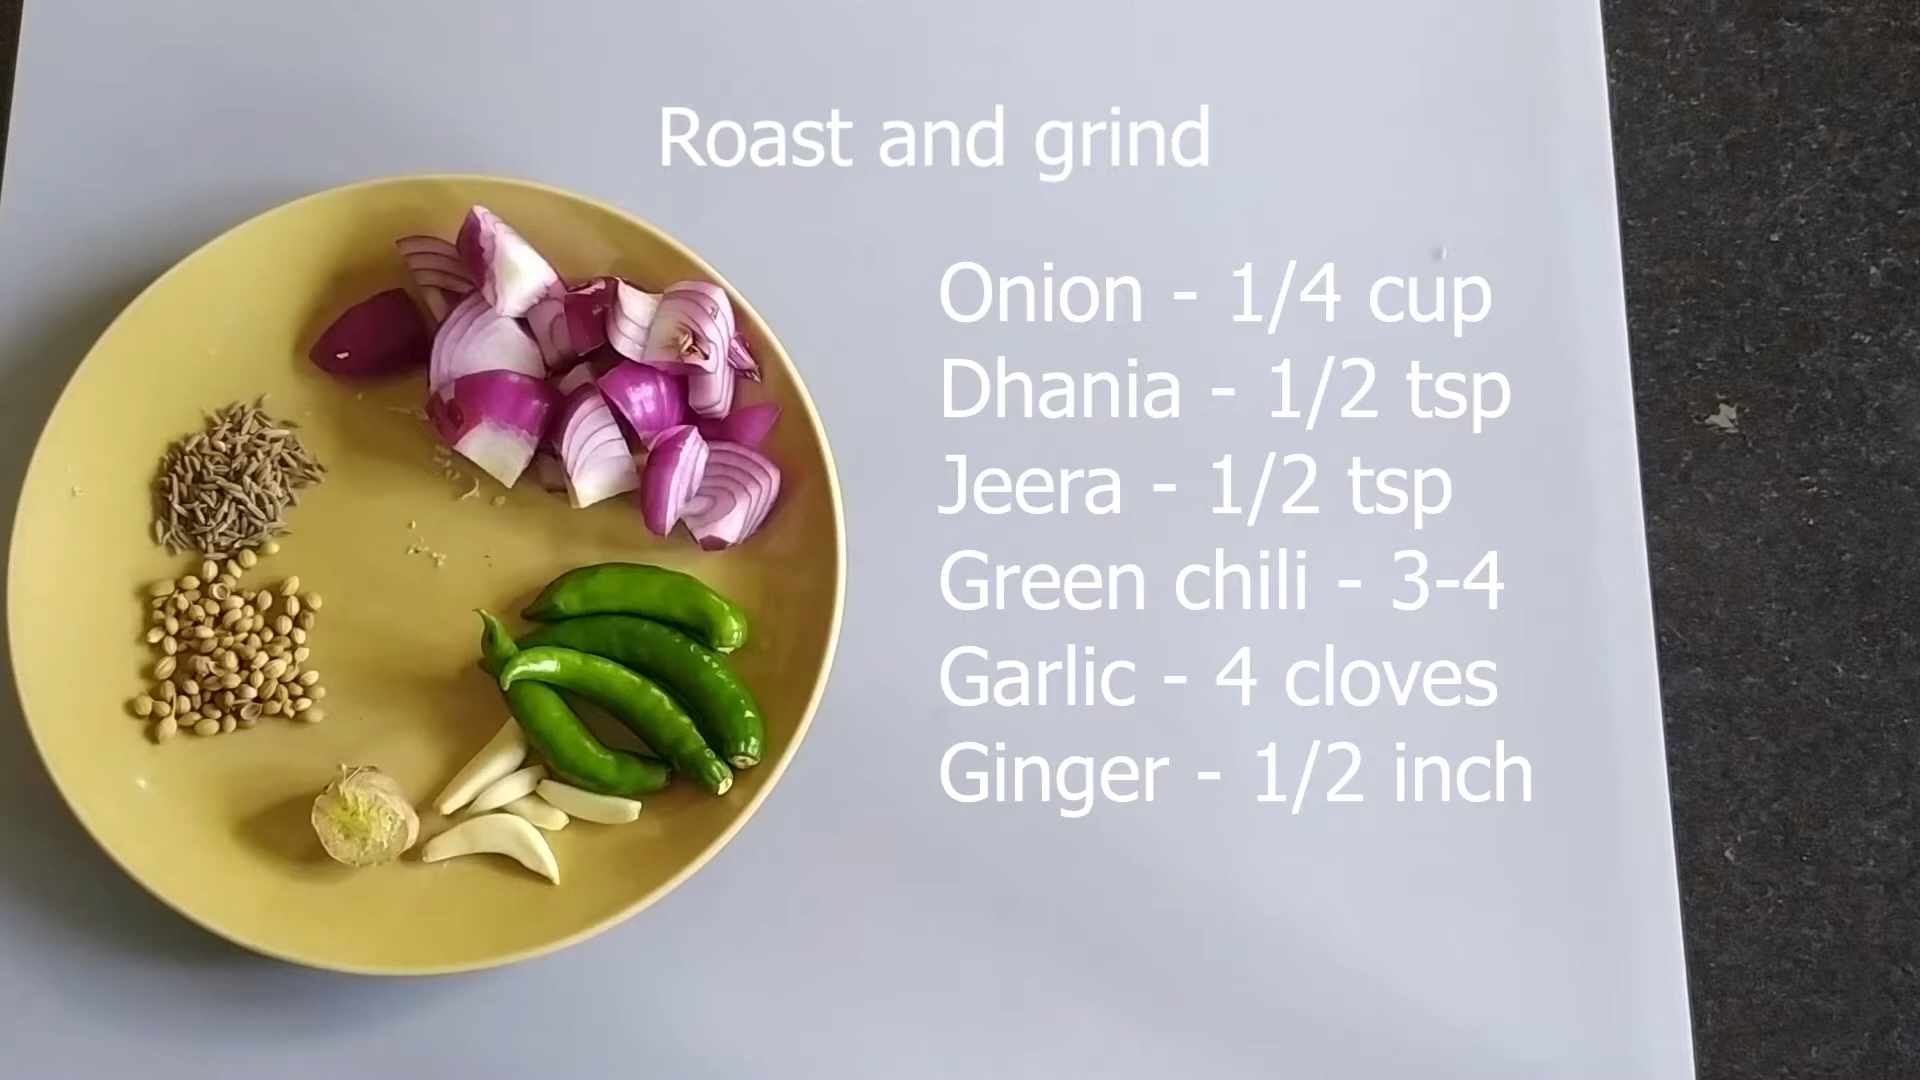 Roast and grind
Onion - 1/4 cup
Dhania - 1/2 tsp
Jeera - 1/2 tsp
Green chili - 3-4
Garlic - 4 cloves
Ginger - 1/2 inch